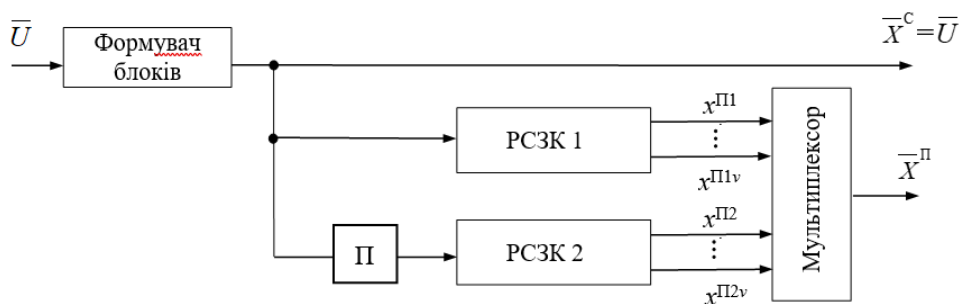 U̅
Формувач
блоків
X̅ᶜ=U̅
РСЗК 1
x^П1
⋮
x^П1v
П
РСЗК 2
x^П2
⋮
x^П2v
Мультиплексор
X̅^П